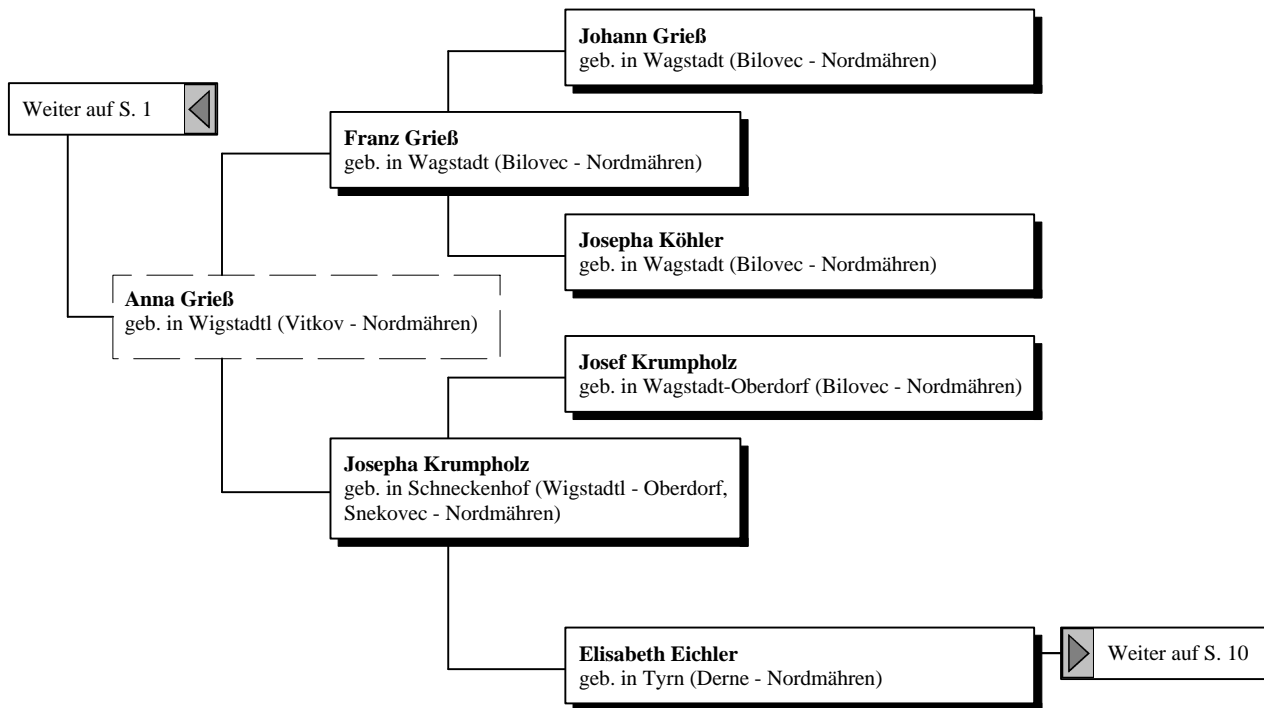 Johann Grieß
geb. in Wagstadt (Bilovec - Nordmähren)
Weiter auf S. 1
Franz Grieß
geb. in Wagstadt (Bilovec - Nordmähren)
Josepha Köhler
geb. in Wagstadt (Bilovec - Nordmähren)
Anna Grieß
geb. in Wigstadtl (Vitkov - Nordmähren)
Josef Krumpholz
geb. in Wagstadt-Oberdorf (Bilovec - Nordmähren)
Josepha Krumpholz
geb. in Schneckenhof (Wigstadtl - Oberdorf,
Snekovec - Nordmähren)
Elisabeth Eichler
geb. in Tyrn (Derne - Nordmähren)
Weiter auf S. 10